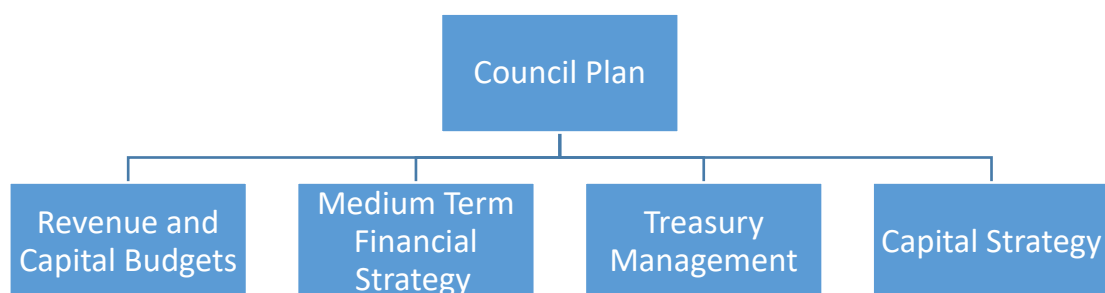 Council Plan
Revenue and
Capital Budgets
Medium Term
Financial
Strategy
Treasury
Management
Capital Strategy